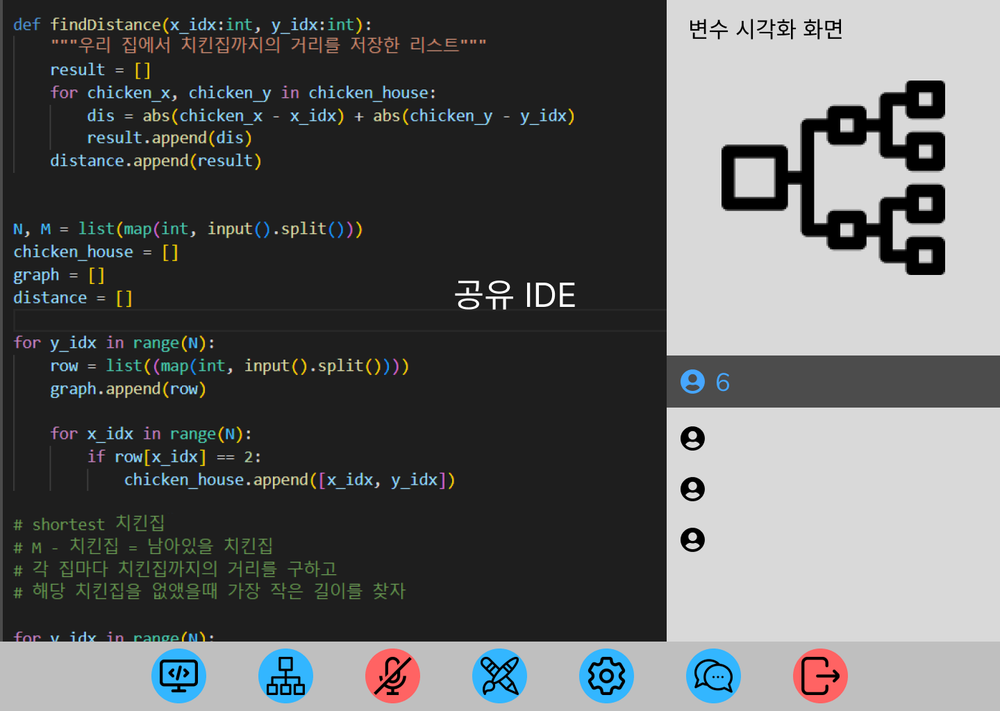 def findDistance(x_idx:int, y_idx:int):
    """우리 집에서 치킨집까지의 거리를 저장한 리스트"""
    result = []
    for chicken_x, chicken_y in chicken_house:
        dis = abs(chicken_x - x_idx) + abs(chicken_y - y_idx)
        result.append(dis)
    distance.append(result)
N, M = list(map(int, input().split()))
chicken_house = []
graph = []
distance = []
for y_idx in range(N):
    row = list((map(int, input().split())))
    graph.append(row)
    for x_idx in range(N):
        if row[x_idx] == 2:
            chicken_house.append([x_idx, y_idx])
# shortest 치킨집
# M - 치킨집 = 남아있을 치킨집
# 각 집마다 치킨집까지의 거리를 구하고
# 해당 치킨집을 없앴을때 가장 작은 길이를 찾자
for y_idx in range(N):
공유 IDE
변수 시각화 화면
6